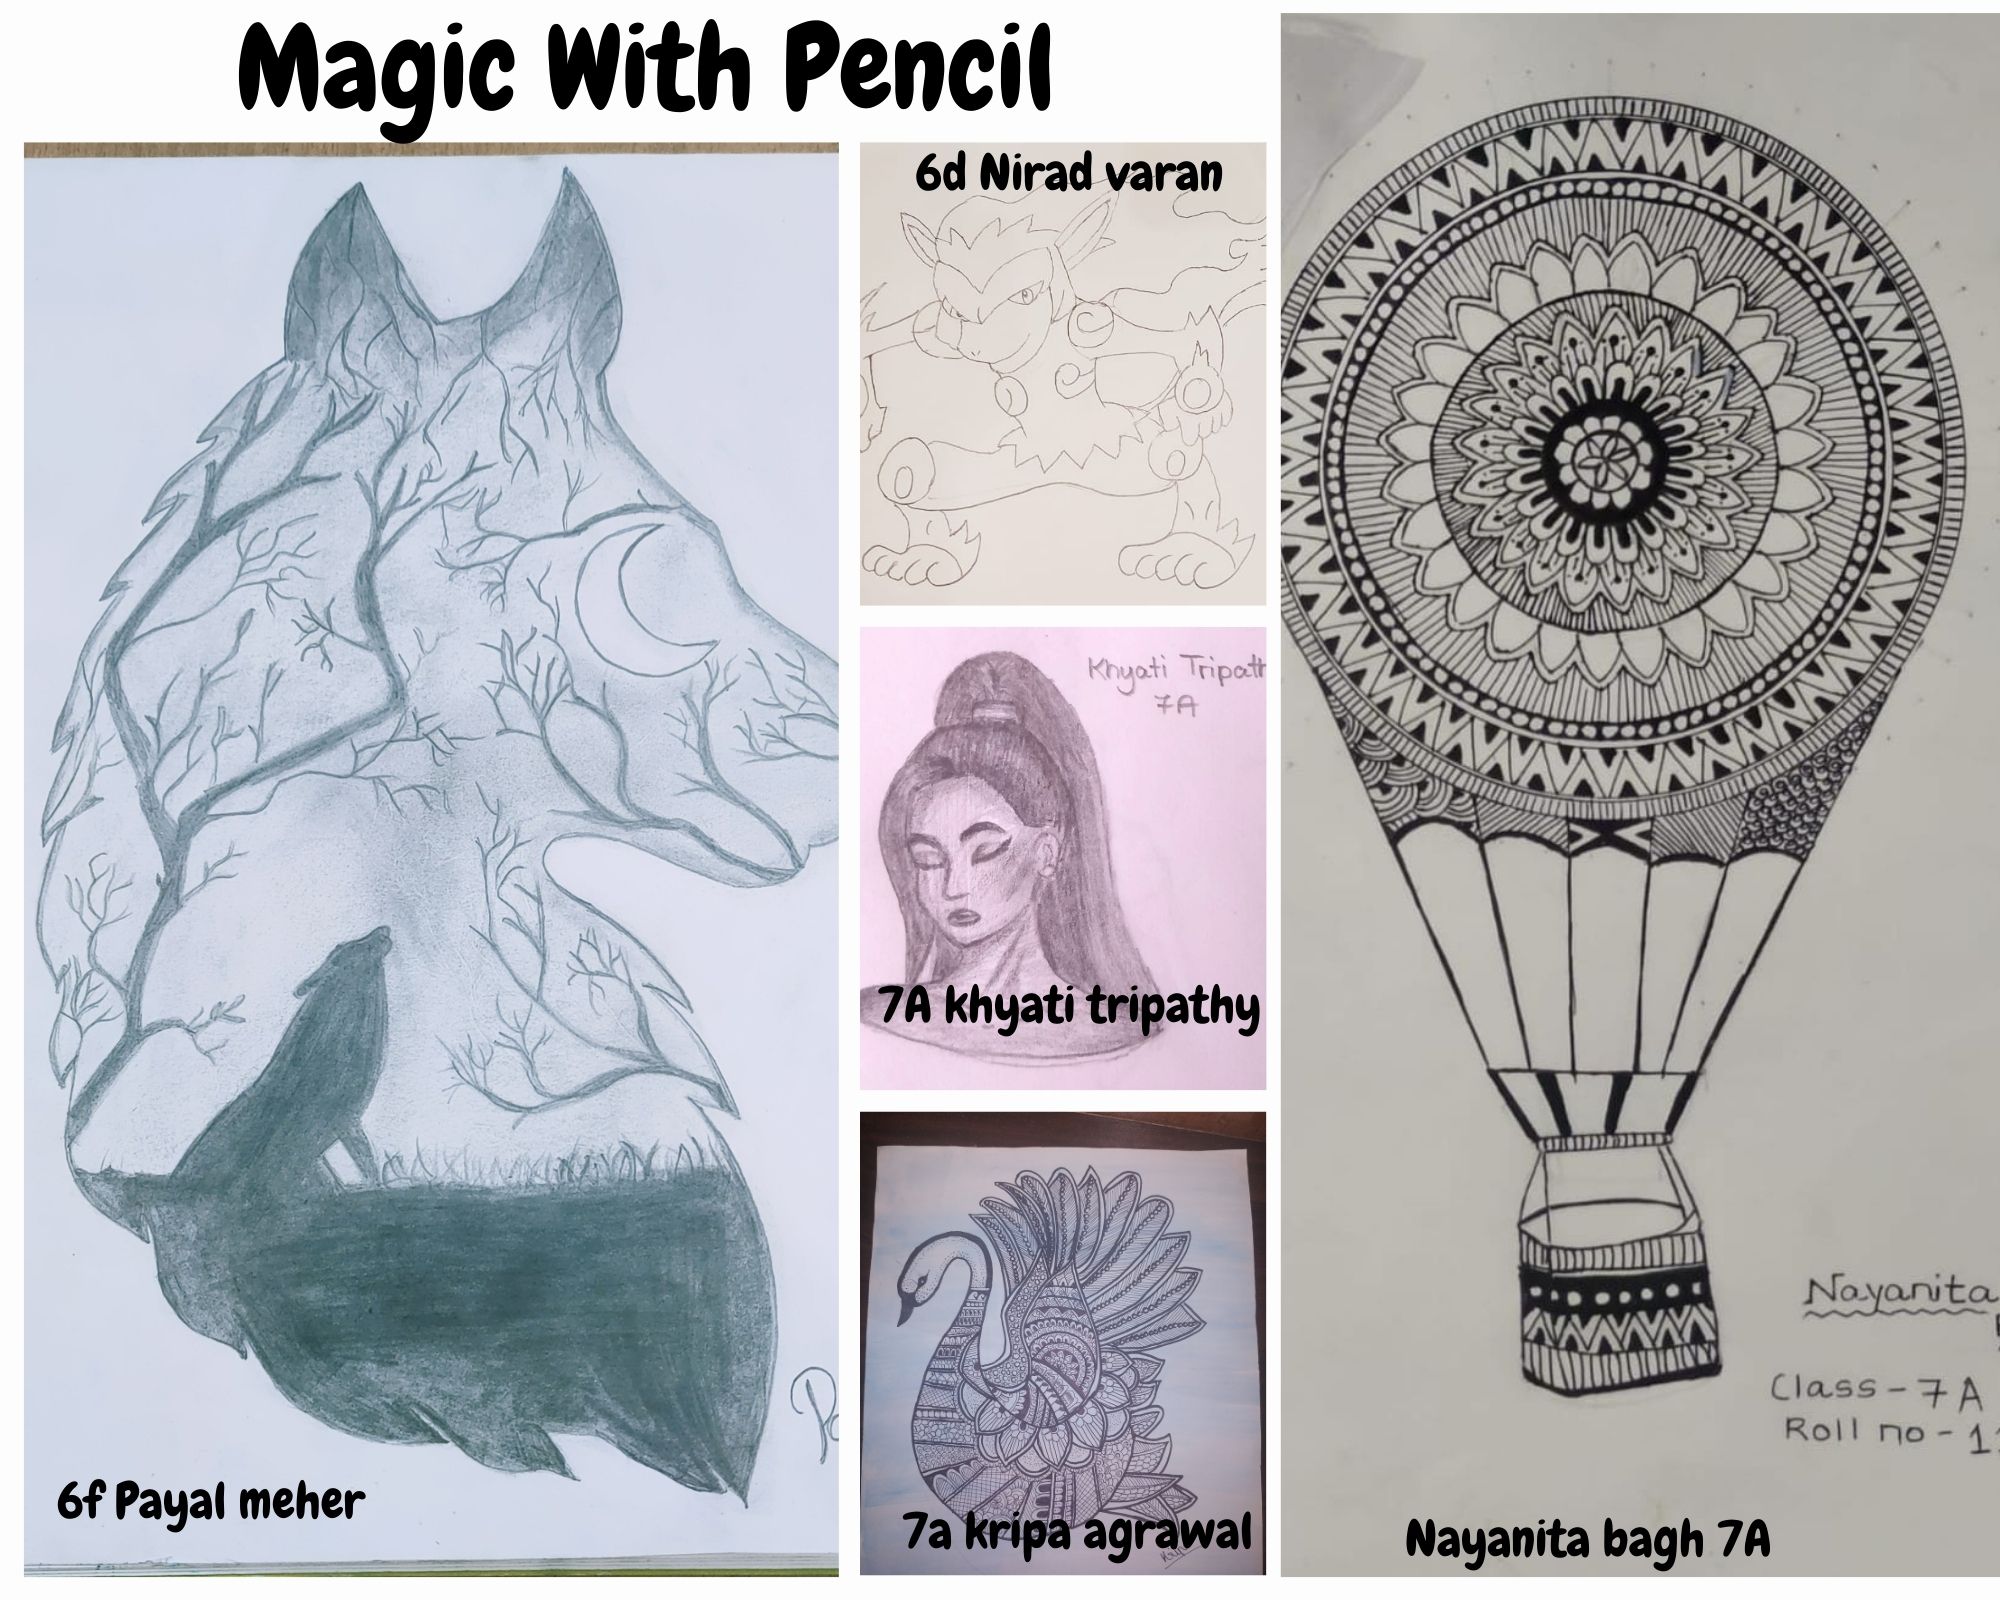 Magic With Pencil
6d Nirad varan
Khyati Tripath
7A
7A khyati tripathy
7a kripa agrawal
6f Payal meher
Nayanita
Class - 7A
Roll no - 1
Nayanita bagh 7A